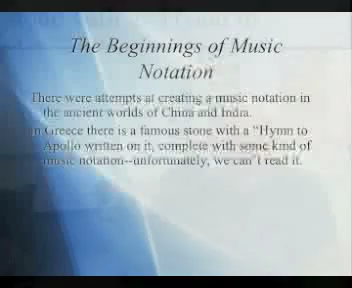 The Beginnings of Music
Notation
There were attempts at creating a music notation in
the ancient worlds of China and India.
In Greece there is a famous stone with a "Hymn to
Apollo written on it, complete with some kind of
music notation--unfortunately, we can't read it.